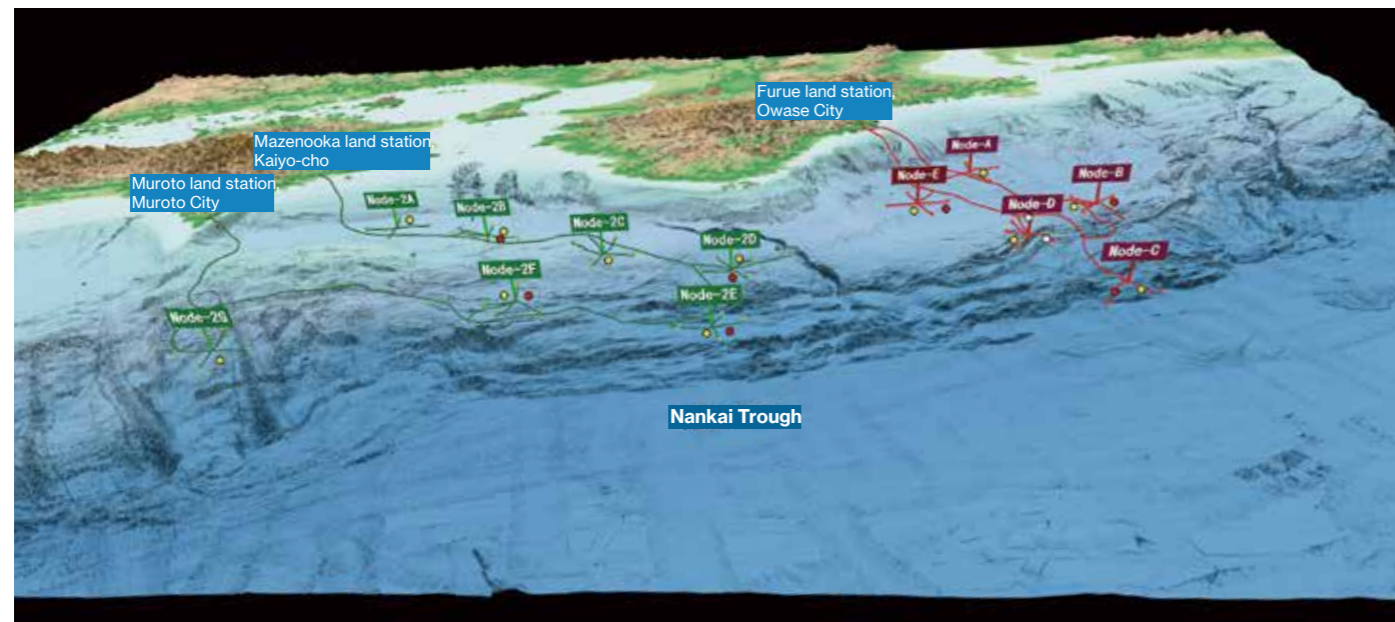 Furue land station,
Owase City
Mazenooka land station,
Kaiyo-cho
Muroto land station,
Muroto City
Node-A
Node-E
Node-B
Node-D
Node-C
Node-2A
Node-2B
Node-2C
Node-2D
Node-2F
Node-2E
Node-2G
Nankai Trough